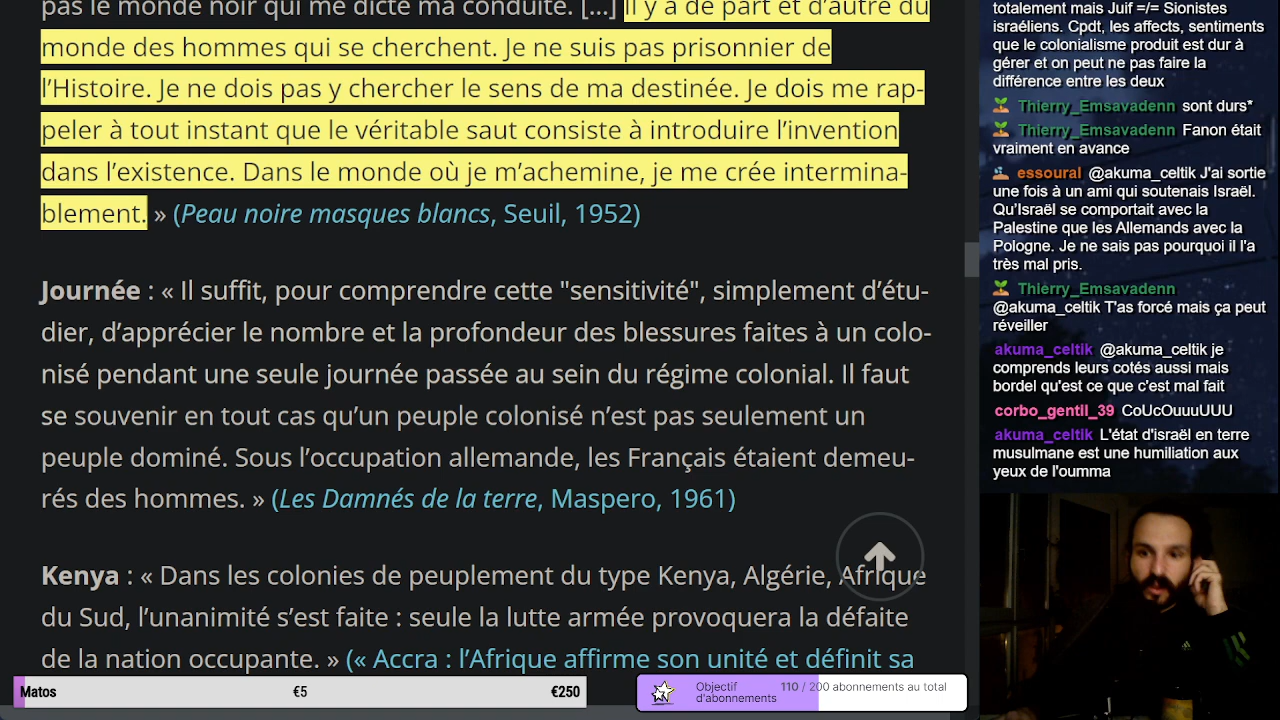 pas le monde noir qui me dicte ma conduite. [...] Il y a de part et d'autre du
monde des hommes qui se cherchent. Je ne suis pas prisonnier de
l'Histoire. Je ne dois pas y chercher le sens de ma destinée. Je dois me rap-
peler à tout instant que le véritable saut consiste à introduire l'invention
dans l'existence. Dans le monde où je m'achemine, je me crée intermina-
blement. » (Peau noire masques blancs, Seuil, 1952)
Journée : « Il suffit, pour comprendre cette "sensitivité", simplement d'étu-
dier, d'apprécier le nombre et la profondeur des blessures faites à un colo-
nisé pendant une seule journée passée au sein du régime colonial. Il faut
se souvenir en tout cas qu'un peuple colonisé n'est pas seulement un
peuple dominé. Sous l'occupation allemande, les Français étaient demeu-
rés des hommes. » (Les Damnés de la terre, Maspero, 1961)
Kenya : « Dans les colonies de peuplement du type Kenya, Algérie, Afrique
du Sud, l'unanimité s'est faite : seule la lutte armée provoquera la défaite
de la nation occupante. » (« Accra : l'Afrique affirme son unité et définit sa
Matos €5 €250
Objectif d'abonnements 110 / 200 abonnements au total
totalement mais Juif =/= Sionistes
israéliens. Cpdt, les affects, sentiments
que le colonialisme produit est dur à
gérer et on peut ne pas faire la
différence entre les deux
Thierry_Emsavadenn sont durs*
Thierry_Emsavadenn Fanon était
vraiment en avance
essoural @akuma_celtik J'ai sortie
une fois à un ami qui soutenais Israël.
Qu'Israël se comportait avec la
Palestine que les Allemands avec la
Pologne. Je ne sais pas pourquoi il l'a
très mal pris.
Thierry_Emsavadenn
@akuma_celtik T'as forcé mais ça peut
réveiller
akuma_celtik @akuma_celtik je
comprends leurs cotés aussi mais
bordel qu'est ce que c'est mal fait
corbo_gentil_39 CoUcOuuuUUU
akuma_celtik L'état d'israël en terre
musulmane est une humiliation aux
yeux de l'oumma